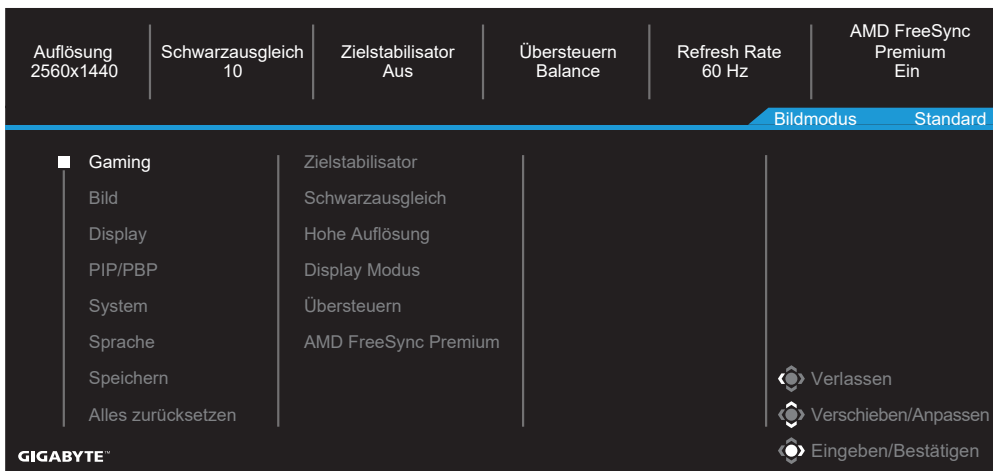 Auflösung
2560x1440
Schwarzausgleich
10
Zielstabilisator
Aus
Übersteuern
Balance
Refresh Rate
60 Hz
AMD FreeSync
Premium
Ein
Bildmodus Standard
Gaming
Bild
Display
PIP/PBP
System
Sprache
Speichern
Alles zurücksetzen
Zielstabilisator
Schwarzausgleich
Hohe Auflösung
Display Modus
Übersteuern
AMD FreeSync Premium
Verlassen
Verschieben/Anpassen
Eingeben/Bestätigen
GIGABYTE™